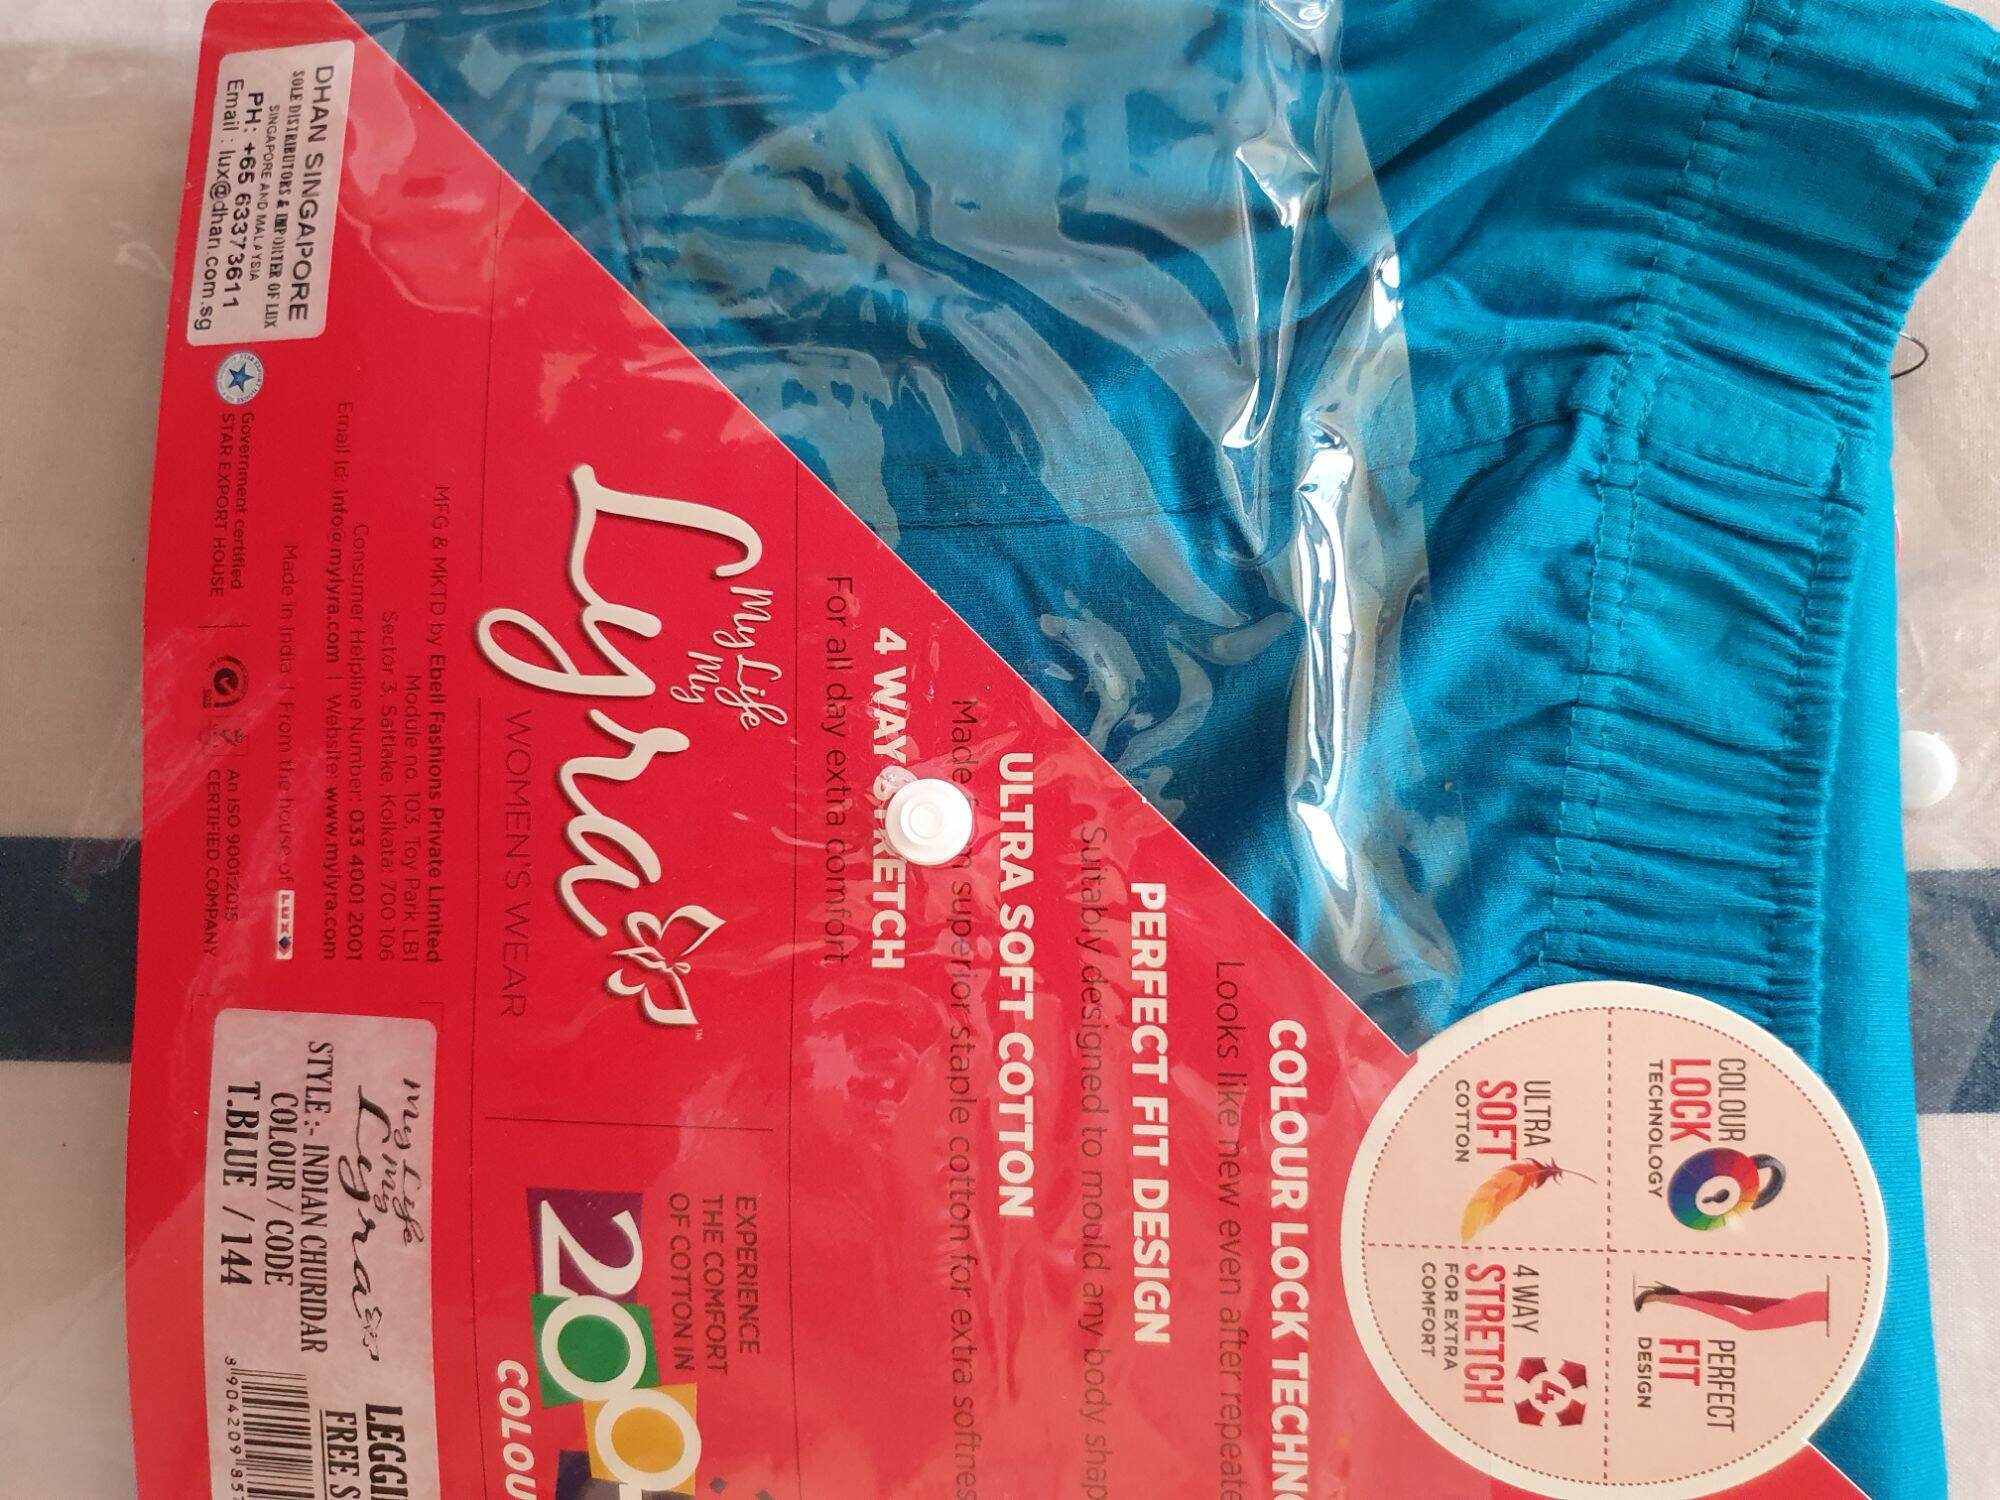 COLOUR
LOCK
TECHNOLOGY
PERFECT
FIT
DESIGN
ULTRA
SOFT
COTTON
4 WAY
STRETCH
FOR EXTRA
COMFORT
4
COLOUR LOCK
Looks like new even after
PERFECT FIT DESIGN
Suitably designed to mould any body
ULTRA SOFT COTTON
Made from superior staple cotton for extra
4 WAY STRETCH
For all day extra comfort
My Life
My
Lyra
TM
WOMEN'S WEAR
EXPERIENCE
THE COMFORT
OF COTTON IN
200
MFG & MKTD by Ebell Fashions Private Limited
Module no. 103, Toy Park LB1
Sector 3, Saltlake, Kolkata: 700 106
Consumer Helpline Number: 033 4001 2001
Email Id: info@mylyra.com | Website: www.mylyra.com
Made in India | From the house of LUX
Government certified
STAR EXPORT HOUSE
An ISO 9001:2015
CERTIFIED COMPANY
DHAN SINGAPORE
SOLE DISTRIBUTORS & IMPORTER OF LUX
SINGAPORE AND MALAYSIA
PH: +65 63373611
Email : lux@dhan.com.sg
My Life
my
Lyra
STYLE :- INDIAN CHURIDAR
COLOUR / CODE
T.BLUE / 144
FREE
8 904209 857